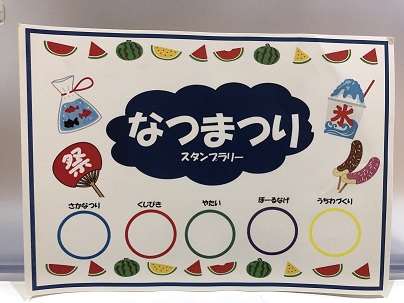 なつまつり
スタンプラリー
氷
祭
さかなつり
くじびき
やたい
ぼーるなげ
うちわづくり